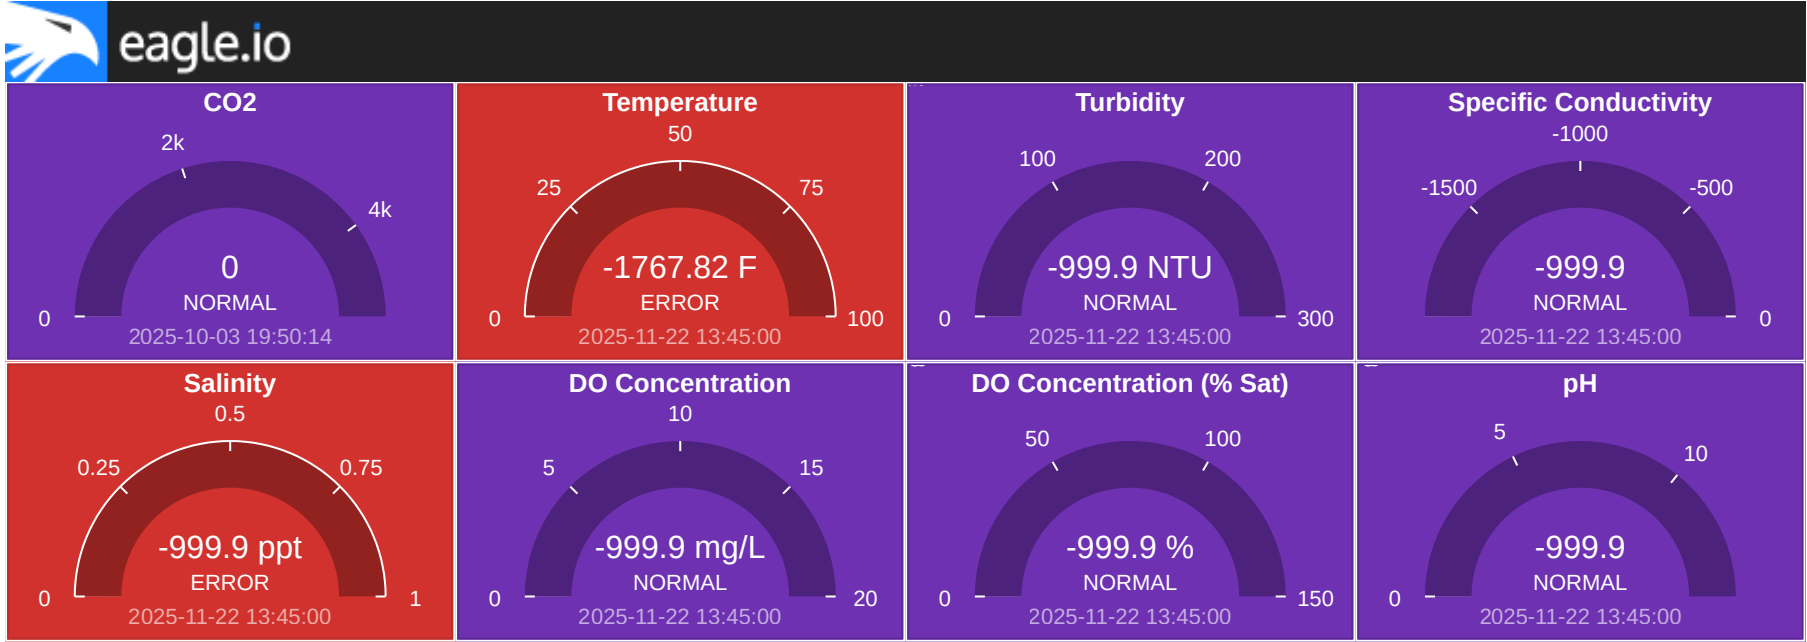 eagle.io
CO2
2k
4k
0
NORMAL
0
2025-10-03 19:50:14
Temperature
50
25
75
-1767.82 F
ERROR
0
100
2025-11-22 13:45:00
Turbidity
100
200
-999.9 NTU
NORMAL
0
300
2025-11-22 13:45:00
Specific Conductivity
-1000
-1500
-500
-999.9
NORMAL
0
2025-11-22 13:45:00
Salinity
0.5
0.25
0.75
-999.9 ppt
ERROR
0
1
2025-11-22 13:45:00
DO Concentration
10
5
15
-999.9 mg/L
NORMAL
0
20
2025-11-22 13:45:00
DO Concentration (% Sat)
50
100
-999.9 %
NORMAL
0
150
2025-11-22 13:45:00
pH
5
10
-999.9
NORMAL
0
2025-11-22 13:45:00